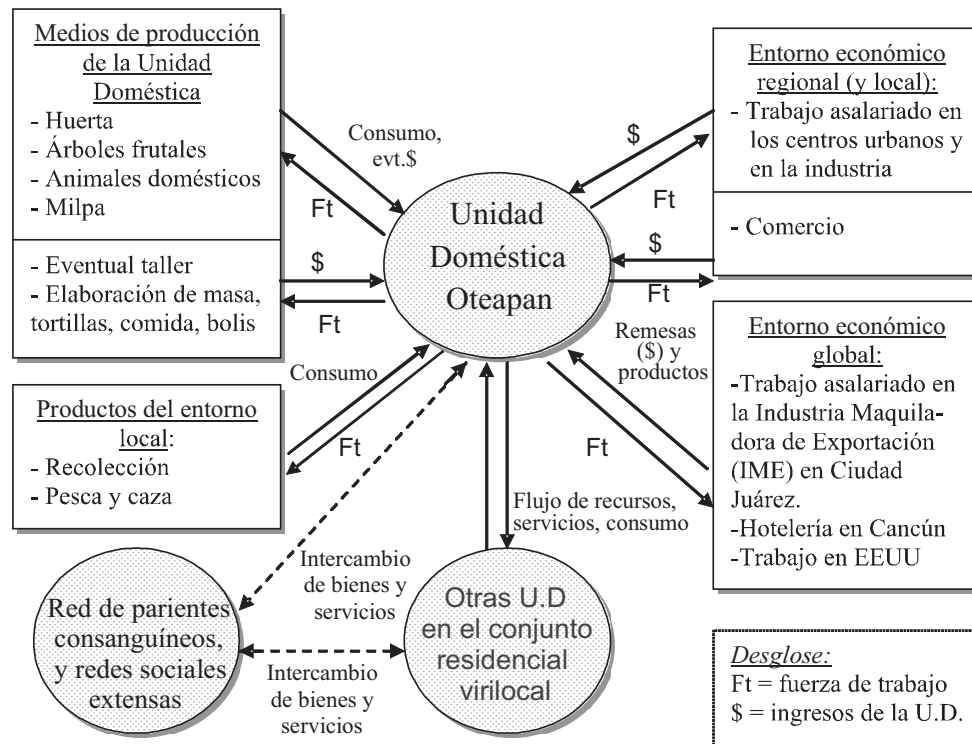 Medios de producción
de la Unidad
Doméstica
- Huerta
- Árboles frutales
- Animales domésticos
- Milpa
- Eventual taller
- Elaboración de masa,
tortillas, comida, bolis
Productos del entorno
local:
- Recolección
- Pesca y caza
Consumo,
evt.$
Ft
$
Ft
Consumo
Ft
Unidad
Doméstica
Oteapan
$
Ft
$
Ft
Remesas
($) y
productos
Ft
Entorno económico
regional (y local):
- Trabajo asalariado en
los centros urbanos y
en la industria
- Comercio
Entorno económico
global:
-Trabajo asalariado en
la Industria Maquila-
dora de Exportación
(IME) en Ciudad
Juárez.
-Hotelería en Cancún
-Trabajo en EEUU
Flujo de recursos,
servicios, consumo
Intercambio
de bienes y
servicios
Red de parientes
consanguíneos,
y redes sociales
extensas
Intercambio
de bienes y
servicios
Otras U.D
en el conjunto
residencial
virilocal
Desglose:
Ft = fuerza de trabajo
$ = ingresos de la U.D.